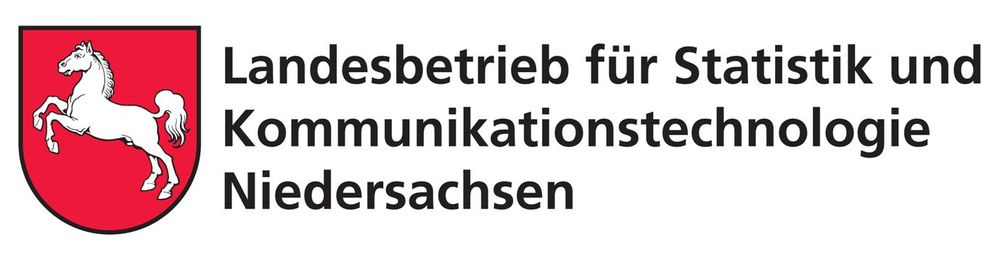 Landesbetrieb für Statistik und
Kommunikationstechnologie
Niedersachsen